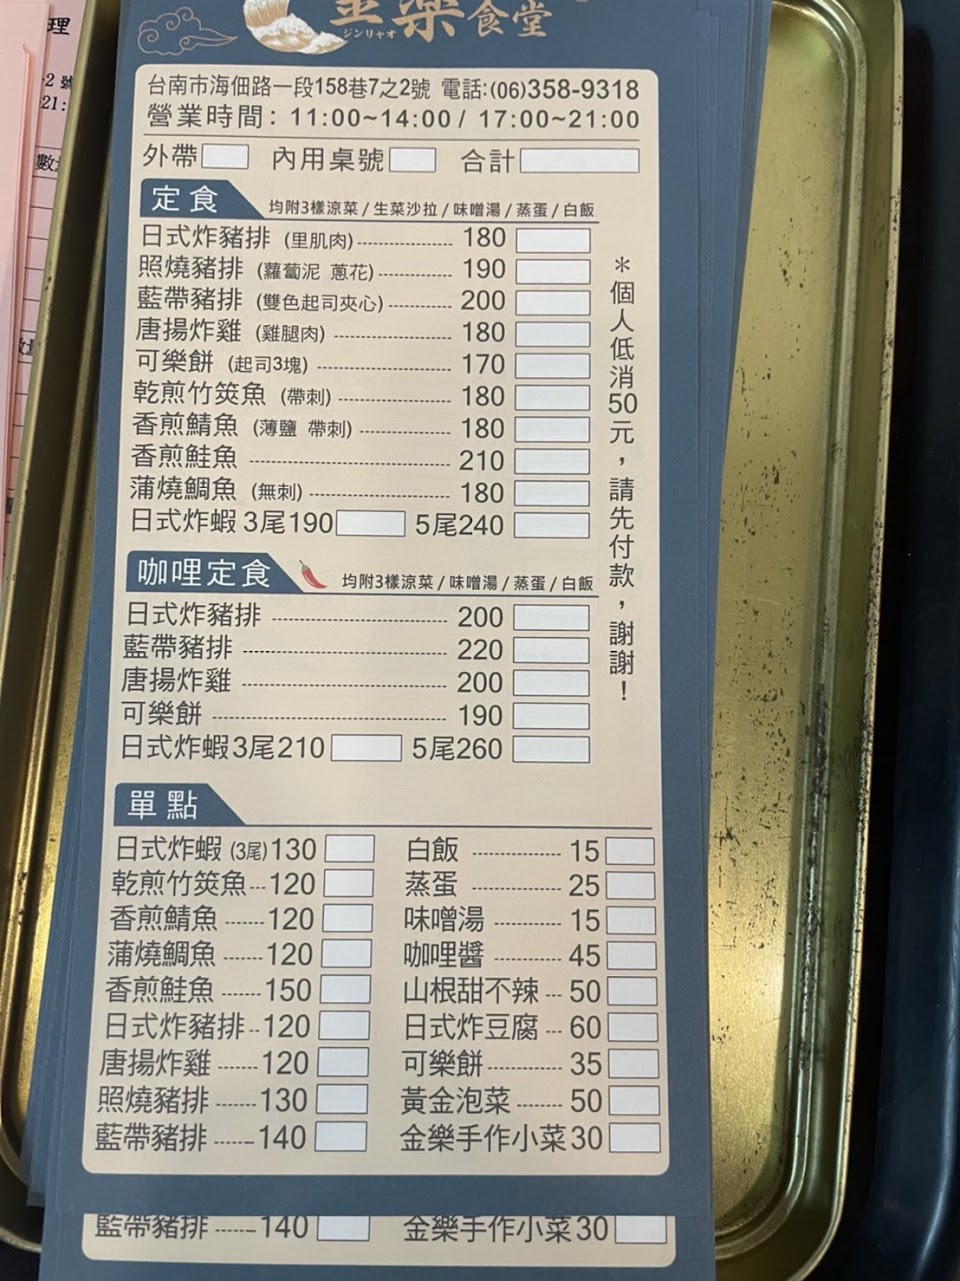 金樂食堂
ジンリャオ
台南市海佃路一段158巷7之2號 電話:(06)358-9318
營業時間: 11:00~14:00 / 17:00~21:00
外帶 內用桌號 合計
定食 均附3樣涼菜 / 生菜沙拉 / 味噌湯 / 蒸蛋 / 白飯
日式炸豬排 (里肌肉) 180
照燒豬排 (蘿蔔泥 蔥花) 190
藍帶豬排 (雙色起司夾心) 200
唐揚炸雞 (雞腿肉) 180
可樂餅 (起司3塊) 170
乾煎竹筴魚 (帶刺) 180
香煎鯖魚 (薄鹽 帶刺) 180
香煎鮭魚 210
蒲燒鯛魚 (無刺) 180
日式炸蝦 3尾190 5尾240
＊個人低消50元，請先付款，謝謝！
咖哩定食 均附3樣涼菜 / 味噌湯 / 蒸蛋 / 白飯
日式炸豬排 200
藍帶豬排 220
唐揚炸雞 200
可樂餅 190
日式炸蝦3尾210 5尾260
單點
日式炸蝦 (3尾)130 白飯 15
乾煎竹筴魚 120 蒸蛋 25
香煎鯖魚 120 味噌湯 15
蒲燒鯛魚 120 咖哩醬 45
香煎鮭魚 150 山根甜不辣 50
日式炸豬排 120 日式炸豆腐 60
唐揚炸雞 120 可樂餅 35
照燒豬排 130 黃金泡菜 50
藍帶豬排 140 金樂手作小菜30
藍帶豬排 140 金樂手作小菜30
理
-2 號
21: